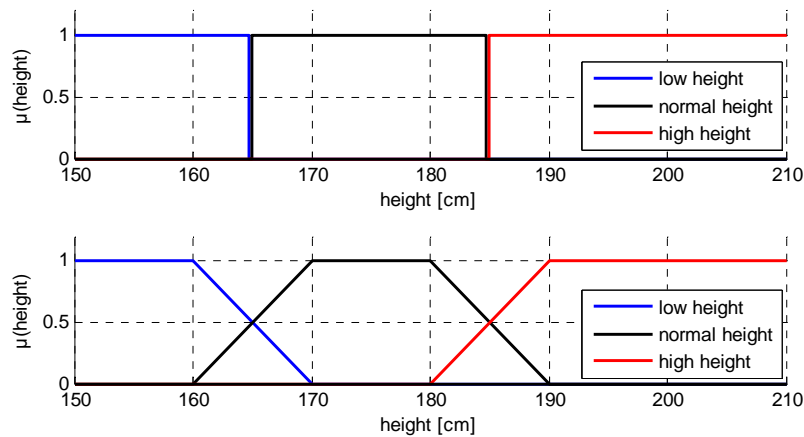 μ(height)
1
0.5
0
150
160
170
180
190
200
210
height [cm]
low height
normal height
high height
μ(height)
1
0.5
0
150
160
170
180
190
200
210
height [cm]
low height
normal height
high height